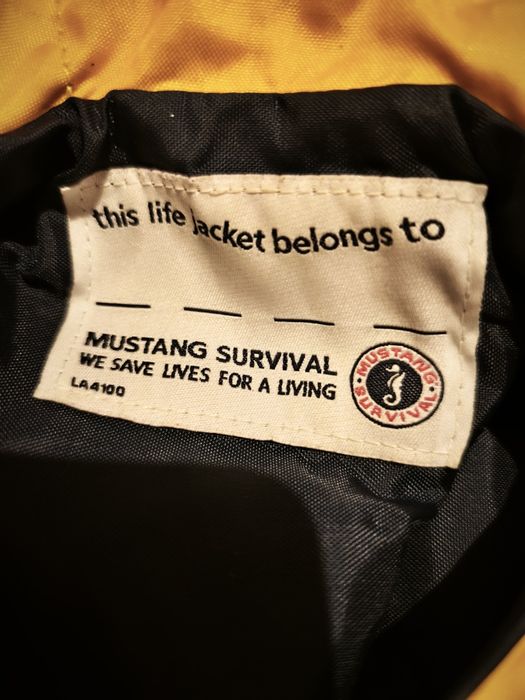 this life jacket belongs to
MUSTANG SURVIVAL
WE SAVE LIVES FOR A LIVING
LA4100
MUSTANG
SURVIVAL